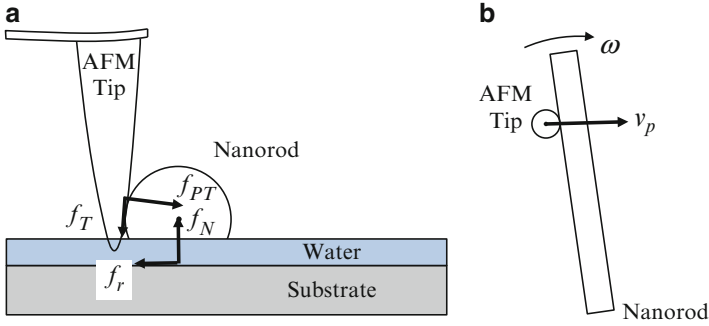 a
AFM
Tip
Nanorod
f_PT
f_T
f_N
Water
f_r
Substrate
b
ω
AFM
Tip
v_p
Nanorod